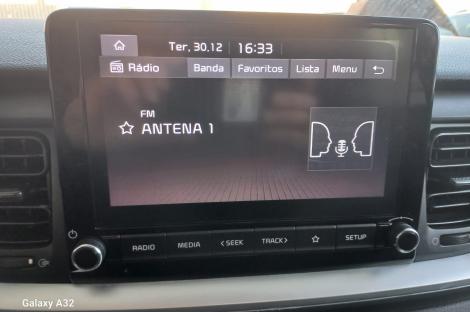 Ter, 30.12 16:33
Rádio Banda Favoritos Lista Menu
FM
ANTENA 1
RADIO MEDIA < SEEK TRACK > SETUP
Galaxy A32